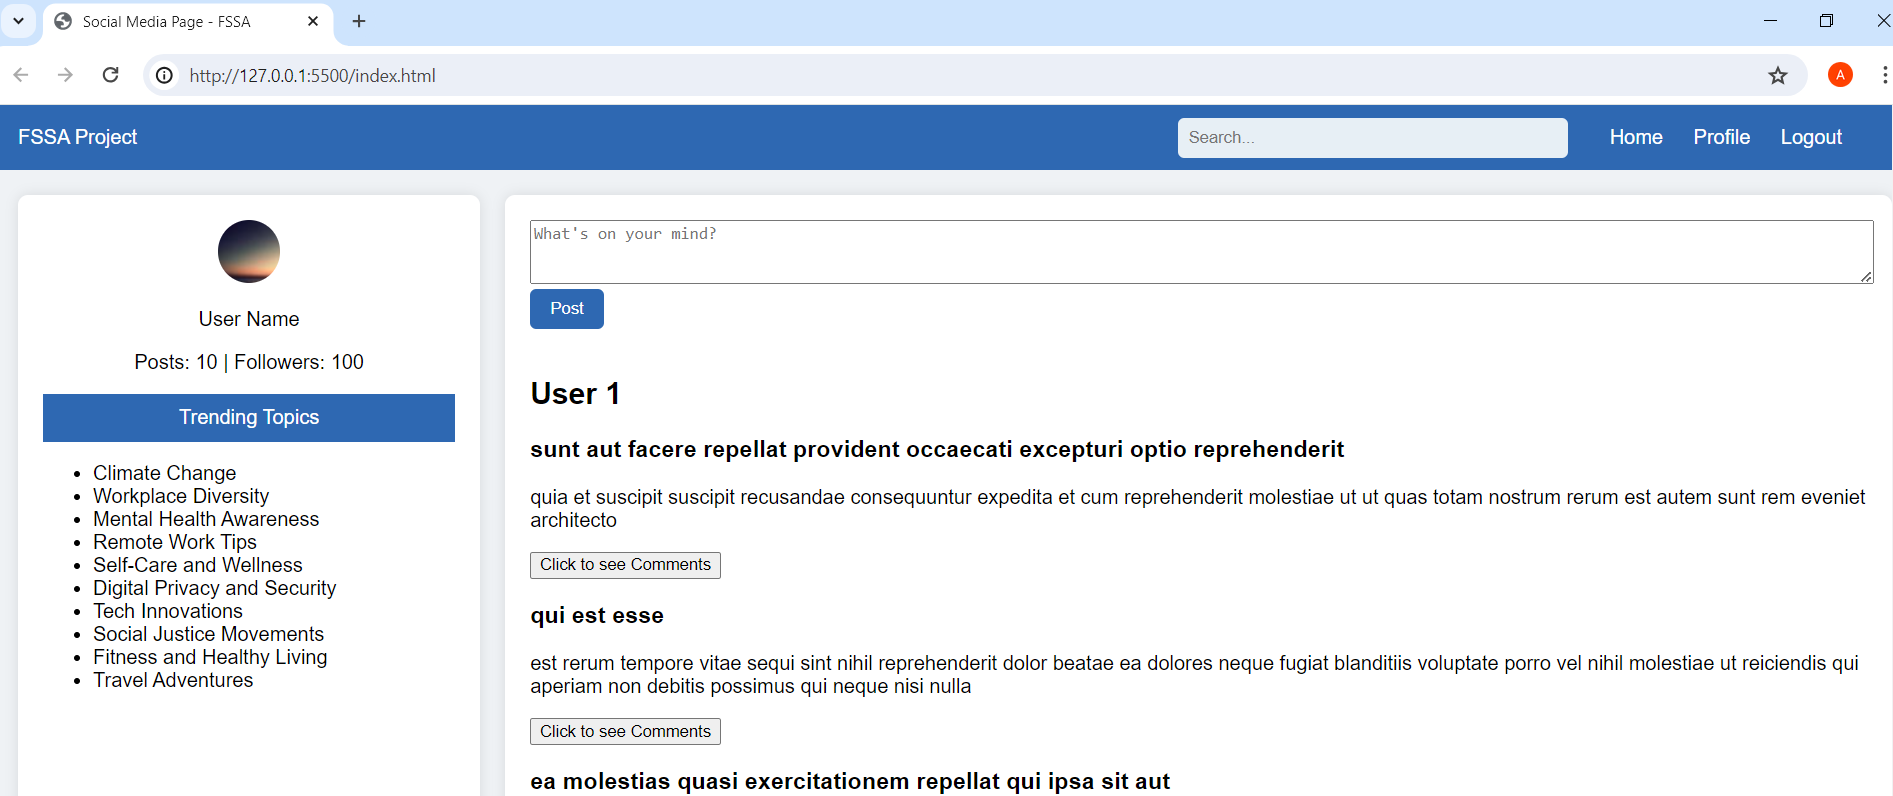 Social Media Page - FSSA
http://127.0.0.1:5500/index.html
A
FSSA Project
Search...
Home
Profile
Logout
User Name
Posts: 10 | Followers: 100
Trending Topics
Climate Change
Workplace Diversity
Mental Health Awareness
Remote Work Tips
Self-Care and Wellness
Digital Privacy and Security
Tech Innovations
Social Justice Movements
Fitness and Healthy Living
Travel Adventures
What's on your mind?
Post
User 1
sunt aut facere repellat provident occaecati excepturi optio reprehenderit
quia et suscipit suscipit recusandae consequuntur expedita et cum reprehenderit molestiae ut ut quas totam nostrum rerum est autem sunt rem eveniet
architecto
Click to see Comments
qui est esse
est rerum tempore vitae sequi sint nihil reprehenderit dolor beatae ea dolores neque fugiat blanditiis voluptate porro vel nihil molestiae ut reiciendis qui
aperiam non debitis possimus qui neque nisi nulla
Click to see Comments
ea molestias quasi exercitationem repellat qui ipsa sit aut